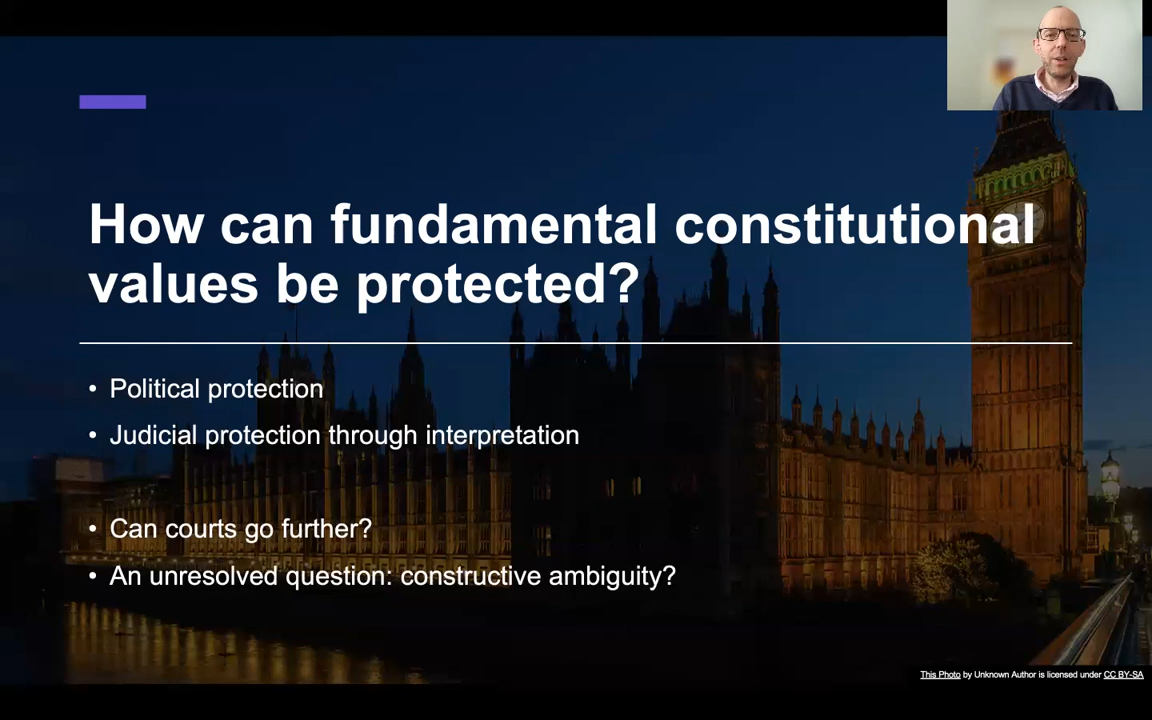 How can fundamental constitutional
values be protected?
• Political protection
• Judicial protection through interpretation
• Can courts go further?
• An unresolved question: constructive ambiguity?
This Photo by Unknown Author is licensed under CC BY-SA